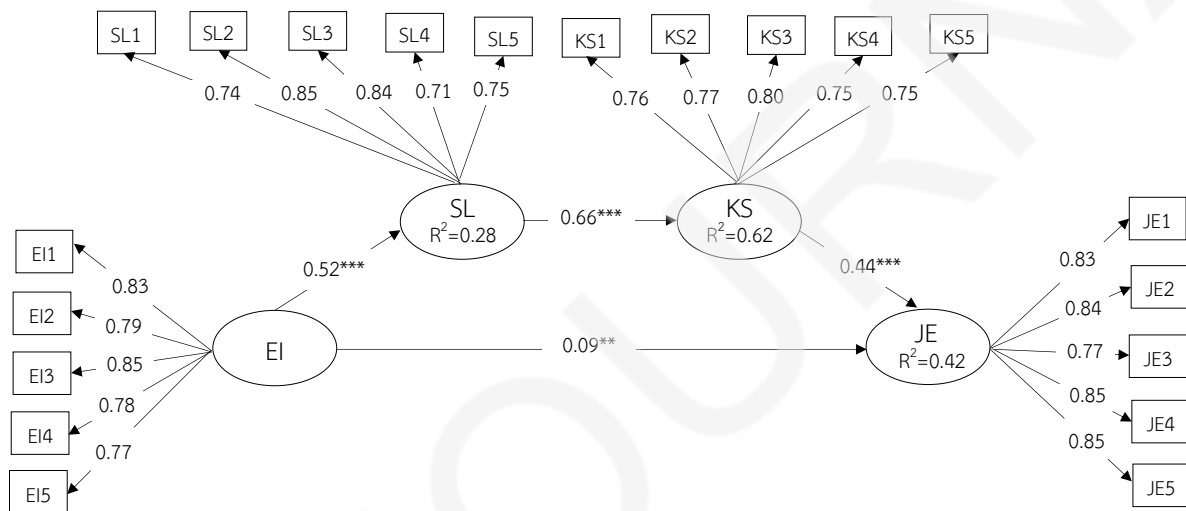 SL1
SL2
SL3
SL4
SL5
KS1
KS2
KS3
KS4
KS5
0.74
0.85
0.84
0.71
0.75
0.76
0.77
0.80
0.75
0.75
SL
R²=0.28
0.66***
KS
R²=0.62
0.52***
0.44***
EI1
EI2
EI3
EI4
EI5
0.83
0.79
0.85
0.78
0.77
EI
0.09**
JE
R²=0.42
0.83
0.84
0.77
0.85
0.85
JE1
JE2
JE3
JE4
JE5